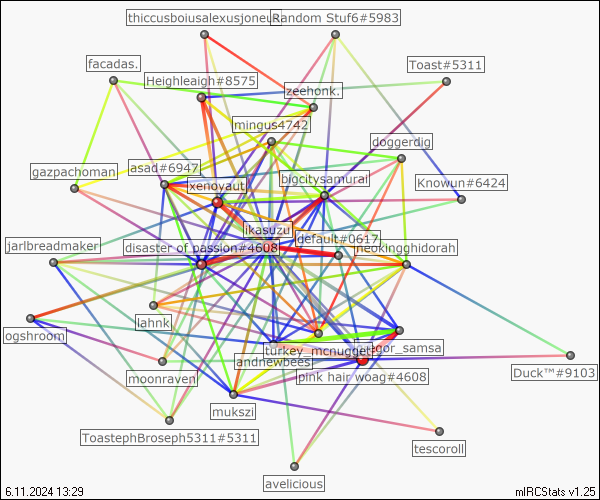 thiccusboiusalexusjoneu
Random Stuf6#5983
facadas.
Toast#5311
Heighleaigh#8575
zeehonk.
mingus4742
doggerdig
gazpachoman
asad#6947
xenoyaut
bigcitysamurai
Knowun#6424
ikasuzu
jarlbreadmaker
disaster of passion#4608
default#0617
neokingghidorah
ogshroom
lahnk
turkey_mcnugget
gor_samsa
andnewbees
moonraven
pink hair woag#4608
Duck™#9103
mukszi
ToastephBroseph5311#5311
tescoroll
avelicious
6.11.2024 13:29
mIRCStats v1.25